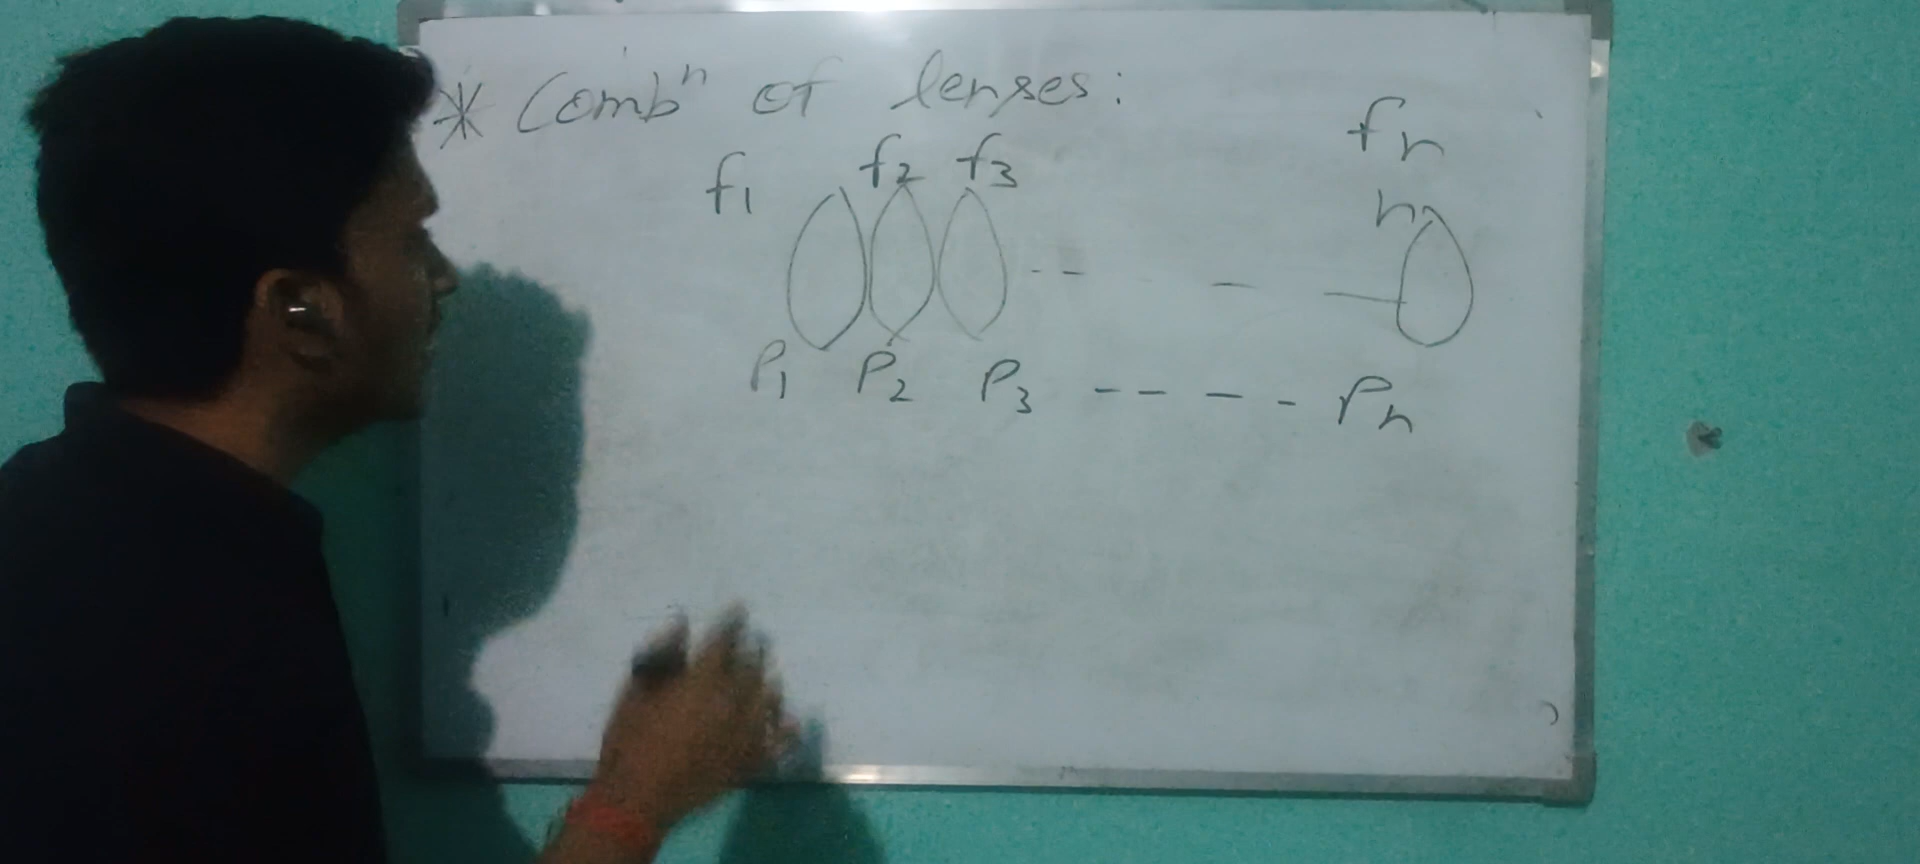 * Combⁿ of lenses:
f₁ f₂ f₃ fₙ
n
P₁ P₂ P₃ ---- Pₙ